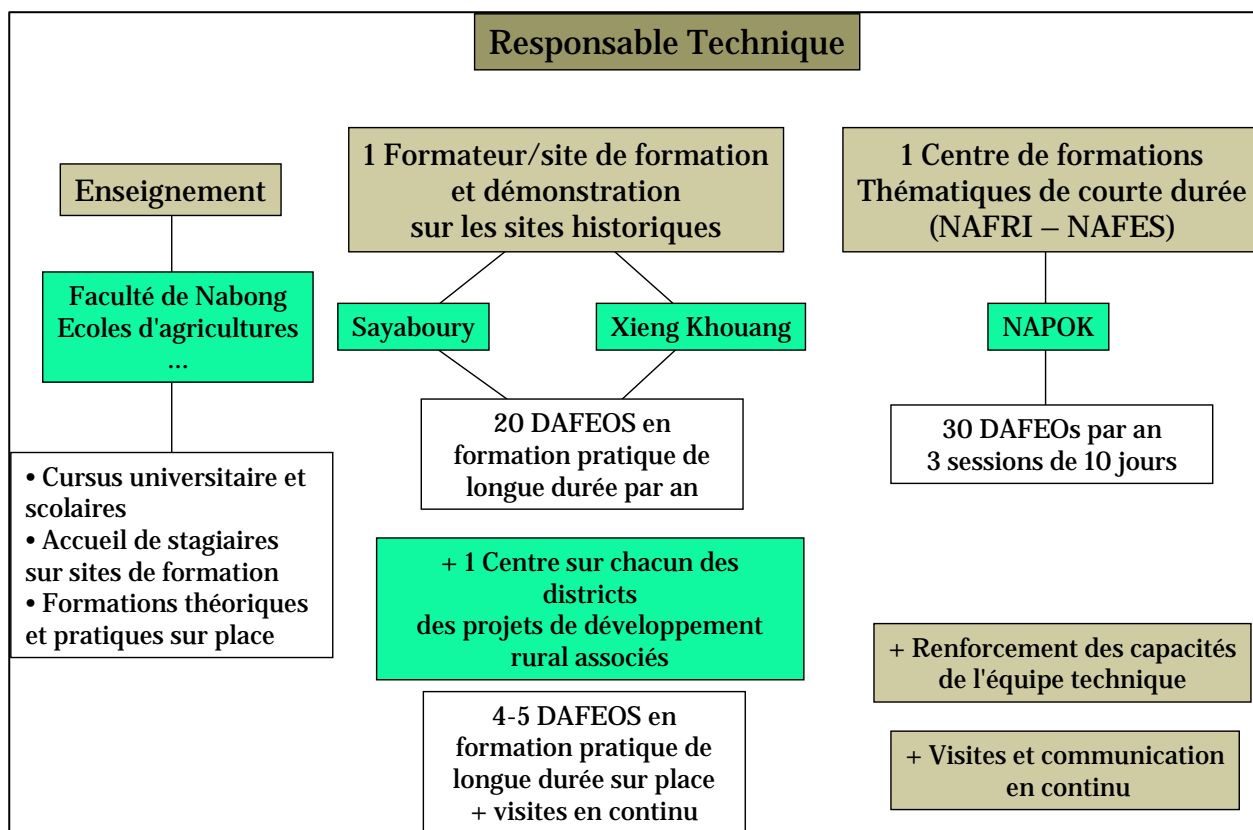 Responsable Technique
Enseignement
Faculté de Nabong
Ecoles d'agricultures
...
• Cursus universitaire et
scolaires
• Accueil de stagiaires
sur sites de formation
• Formations théoriques
et pratiques sur place
1 Formateur/site de formation
et démonstration
sur les sites historiques
Sayaboury
Xieng Khouang
20 DAFEOS en
formation pratique de
longue durée par an
+ 1 Centre sur chacun des
districts
des projets de développement
rural associés
4-5 DAFEOS en
formation pratique de
longue durée sur place
+ visites en continu
1 Centre de formations
Thématiques de courte durée
(NAFRI – NAFES)
NAPOK
30 DAFEOs par an
3 sessions de 10 jours
+ Renforcement des capacités
de l'équipe technique
+ Visites et communication
en continu